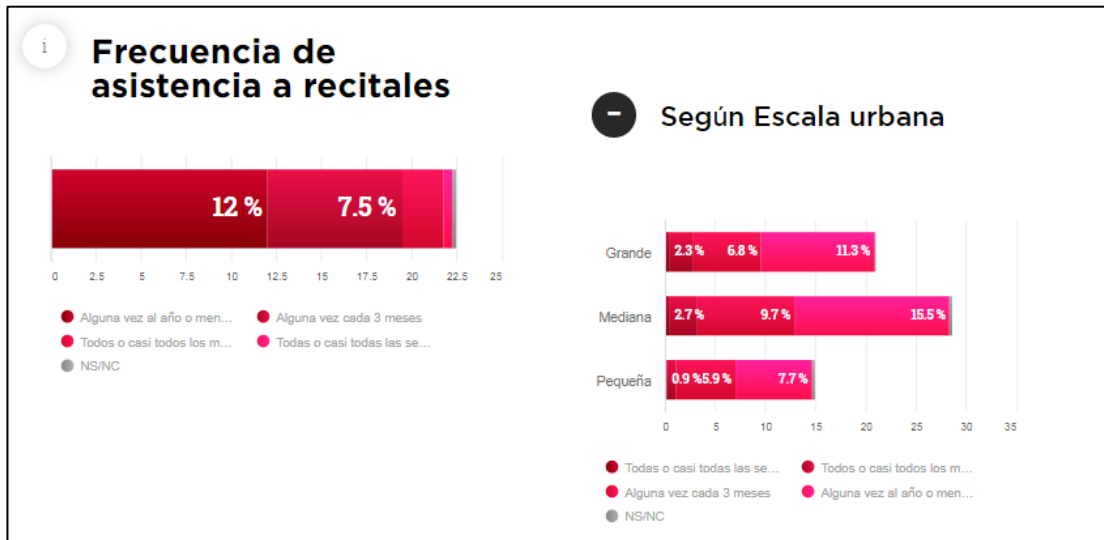 i
Frecuencia de
asistencia a recitales
12 %
7.5 %
0 2.5 5 7.5 10 12.5 15 17.5 20 22.5 25
Alguna vez al año o men... Alguna vez cada 3 meses
Todos o casi todos los m... Todas o casi todas las se...
NS/NC
Según Escala urbana
Grande 2.3 % 6.8 % 11.3 %
Mediana 2.7 % 9.7 % 15.5 %
Pequeña 0.9 % 5.9 % 7.7 %
0 5 10 15 20 25 30 35
Todas o casi todas las se... Todos o casi todos los m...
Alguna vez cada 3 meses Alguna vez al año o men...
NS/NC